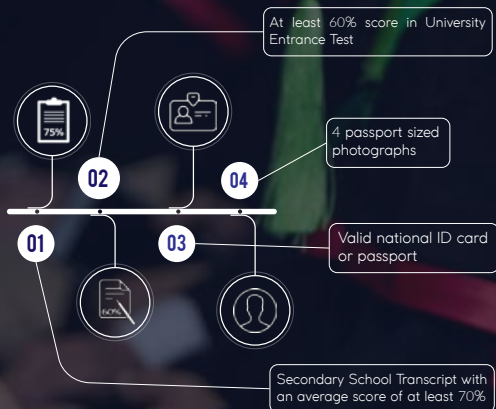 At least 60% score in University
Entrance Test
75%
02
4 passport sized
photographs
04
01
03
Valid national ID card
or passport
60%
Secondary School Transcript with
an average score of at least 70%